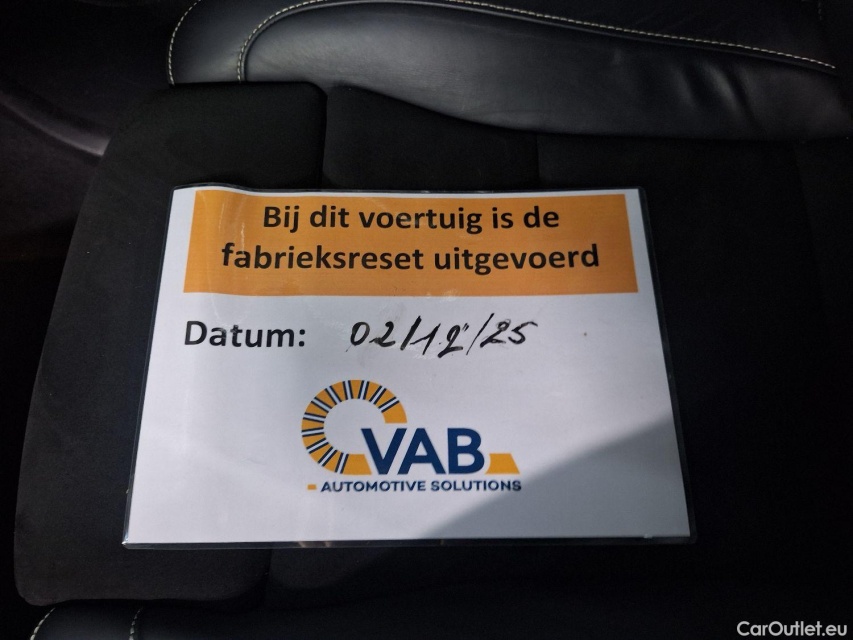 Bij dit voertuig is de
fabrieksreset uitgevoerd
Datum: 02/12/25
VAB
AUTOMOTIVE SOLUTIONS
CarOutlet.eu